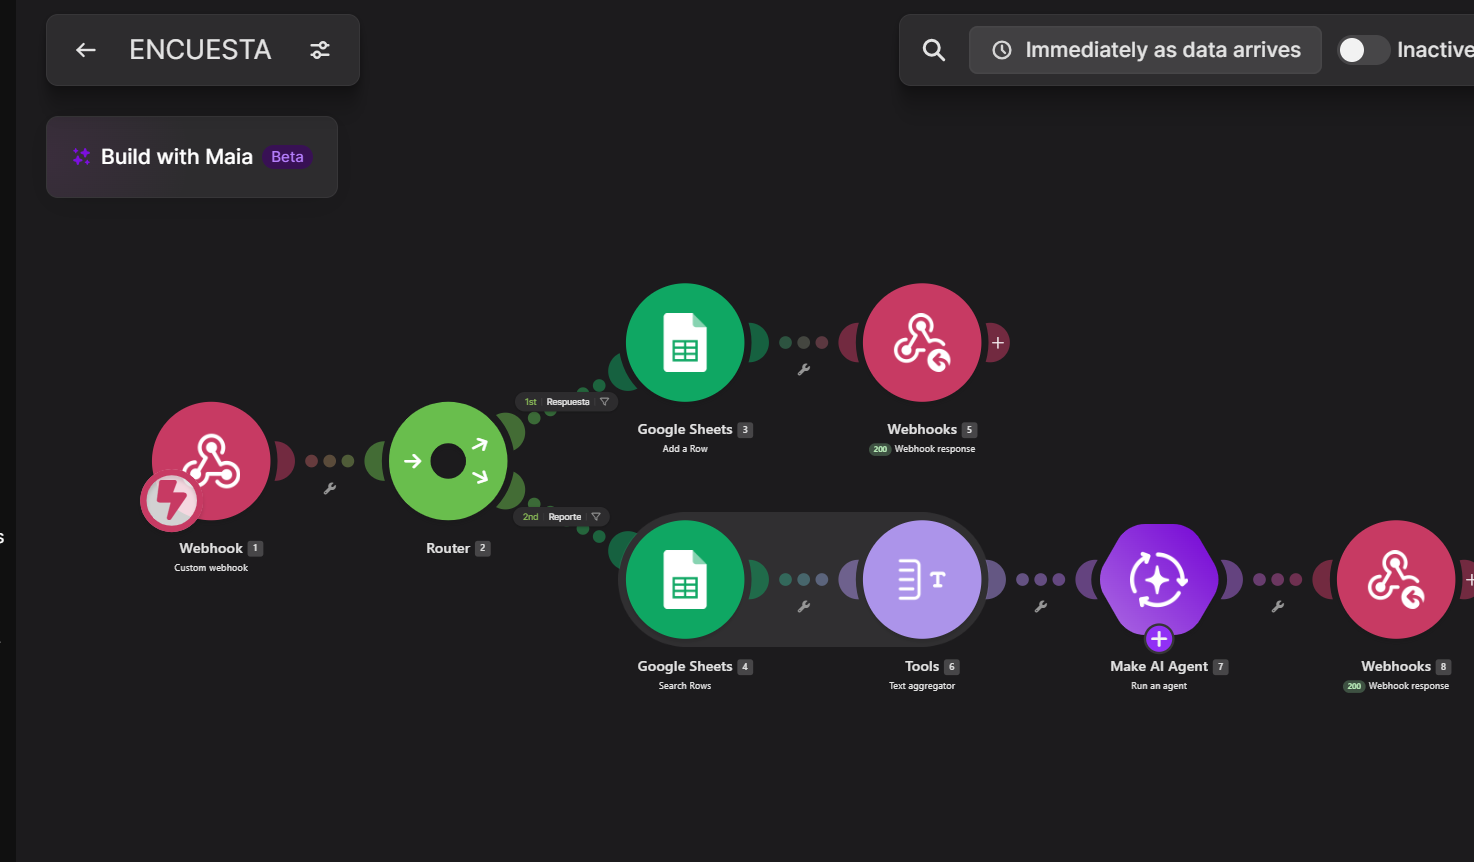 ENCUESTA
Immediately as data arrives
Inactive
Build with Maia Beta
1st Respuesta
Google Sheets 3
Add a Row
Webhooks 5
200 Webhook response
Webhook 1
Custom webhook
Router 2
2nd Reporte
T
Google Sheets 4
Search Rows
Tools 6
Text aggregator
Make AI Agent 7
Run an agent
Webhooks 8
200 Webhook response
s